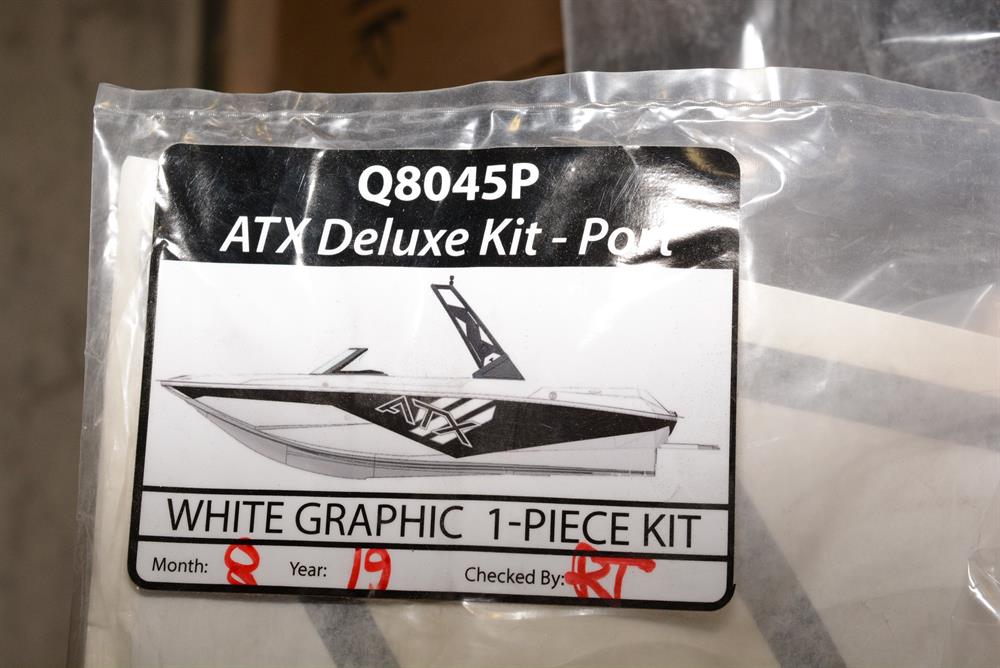 Q8045P
ATX Deluxe Kit - Port
ATX
WHITE GRAPHIC 1-PIECE KIT
Month: 8 Year: 19 Checked By: RT